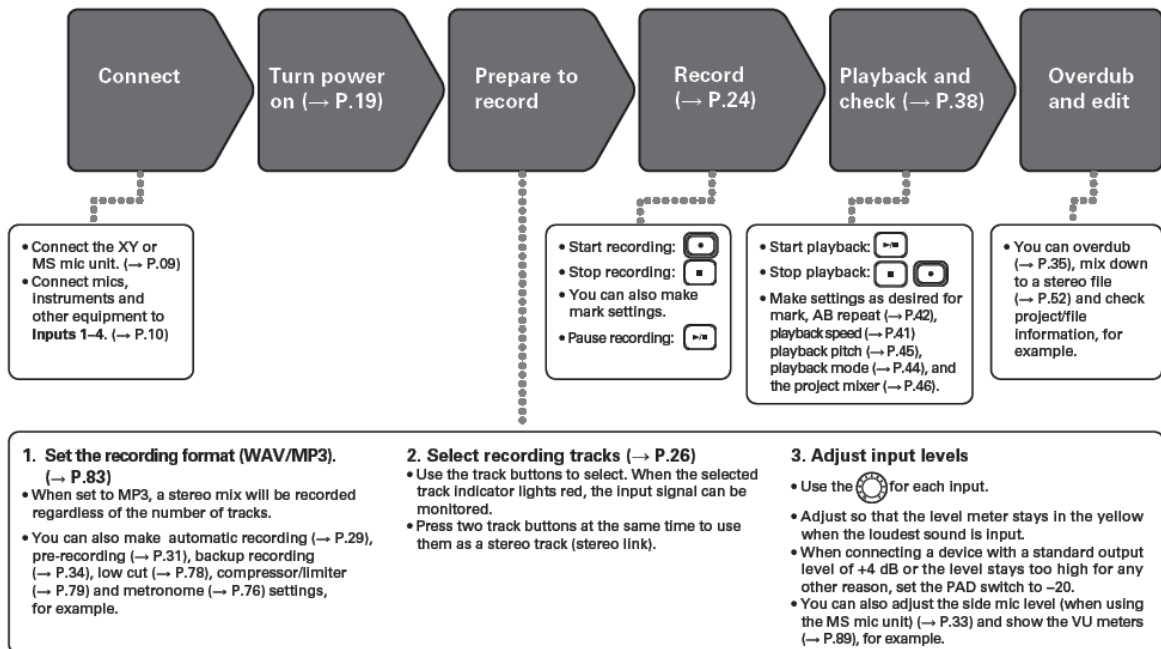 Connect
Turn power
on (→ P.19)
Prepare to
record
Record
(→ P.24)
Playback and
check (→ P.38)
Overdub
and edit
• Connect the XY or
MS mic unit. (→ P.09)
• Connect mics,
instruments and
other equipment to
Inputs 1–4. (→ P.10)
• Start recording:
• Stop recording:
• You can also make
mark settings.
• Pause recording:
• Start playback:
• Stop playback:
• Make settings as desired for
mark, AB repeat (→ P.42),
playback speed (→ P.41)
playback pitch (→ P.45),
playback mode (→ P.44), and
the project mixer (→ P.46).
• You can overdub
(→ P.35), mix down
to a stereo file
(→ P.52) and check
project/file
information, for
example.
1. Set the recording format (WAV/MP3).
(→ P.83)
• When set to MP3, a stereo mix will be recorded
regardless of the number of tracks.
• You can also make automatic recording (→ P.29),
pre-recording (→ P.31), backup recording
(→ P.34), low cut (→ P.78), compressor/limiter
(→ P.79) and metronome (→ P.76) settings,
for example.
2. Select recording tracks (→ P.26)
• Use the track buttons to select. When the selected
track indicator lights red, the input signal can be
monitored.
• Press two track buttons at the same time to use
them as a stereo track (stereo link).
3. Adjust input levels
• Use the for each input.
• Adjust so that the level meter stays in the yellow
when the loudest sound is input.
• When connecting a device with a standard output
level of +4 dB or the level stays too high for any
other reason, set the PAD switch to –20.
• You can also adjust the side mic level (when using
the MS mic unit) (→ P.33) and show the VU meters
(→ P.89), for example.